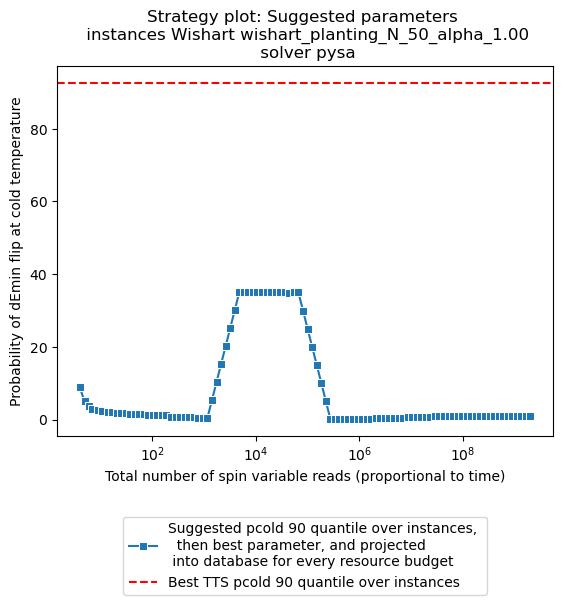 Strategy plot: Suggested parameters
instances Wishart wishart_planting_N_50_alpha_1.00
solver pysa
Probability of dEmin flip at cold temperature
80
60
40
20
0
10² 10⁴ 10⁶ 10⁸
Total number of spin variable reads (proportional to time)
Suggested pcold 90 quantile over instances,
then best parameter, and projected
into database for every resource budget
Best TTS pcold 90 quantile over instances